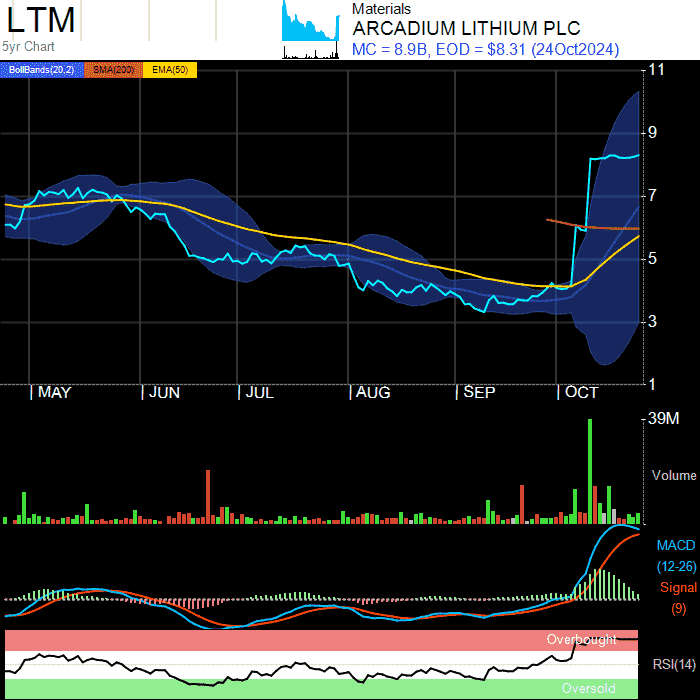 LTM
5yr Chart
Materials
ARCADIUM LITHIUM PLC
MC = 8.9B, EOD = $8.31 (24Oct2024)
BollBands(20,2) SMA(200) EMA(50)
11
9
7
5
3
1
MAY JUN JUL AUG SEP OCT
39M
Volume
MACD
(12-26)
Signal
(9)
Overbought
RSI(14)
Oversold